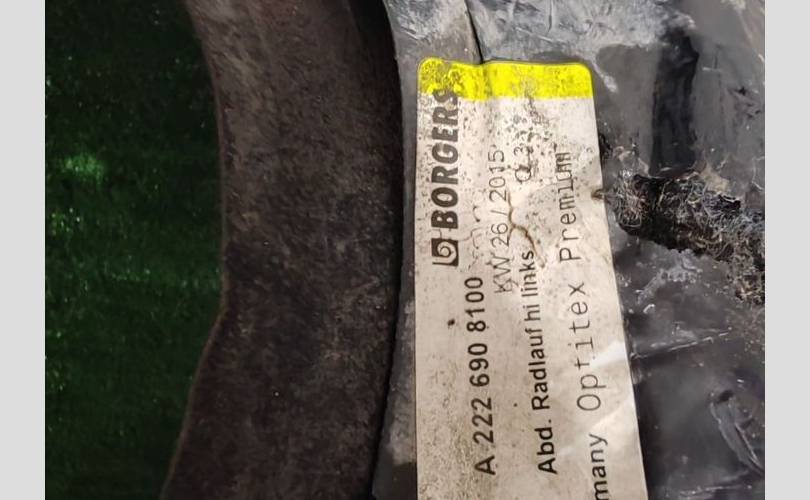 BORGERS
KW 26/2015
A 222 690 8100
Abd. Radlauf hi links
many Optitex Premium